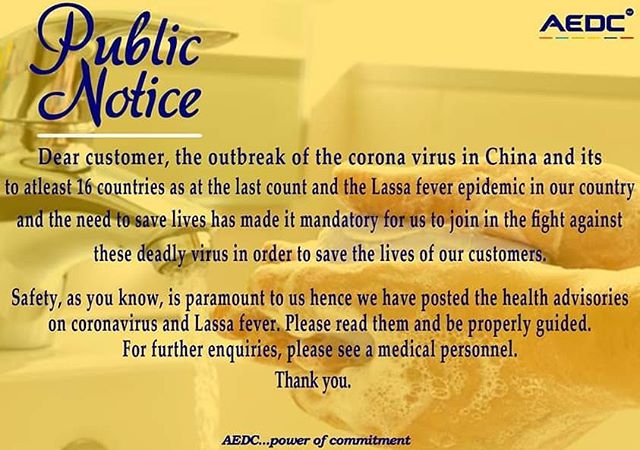 Public
Notice
AEDC
Dear customer, the outbreak of the corona virus in China and its
to atleast 16 countries as at the last count and the Lassa fever epidemic in our country
and the need to save lives has made it mandatory for us to join in the fight against
these deadly virus in order to save the lives of our customers.
Safety, as you know, is paramount to us hence we have posted the health advisories
on coronavirus and Lassa fever. Please read them and be properly guided.
For further enquiries, please see a medical personnel.
Thank you.
AEDC...power of commitment